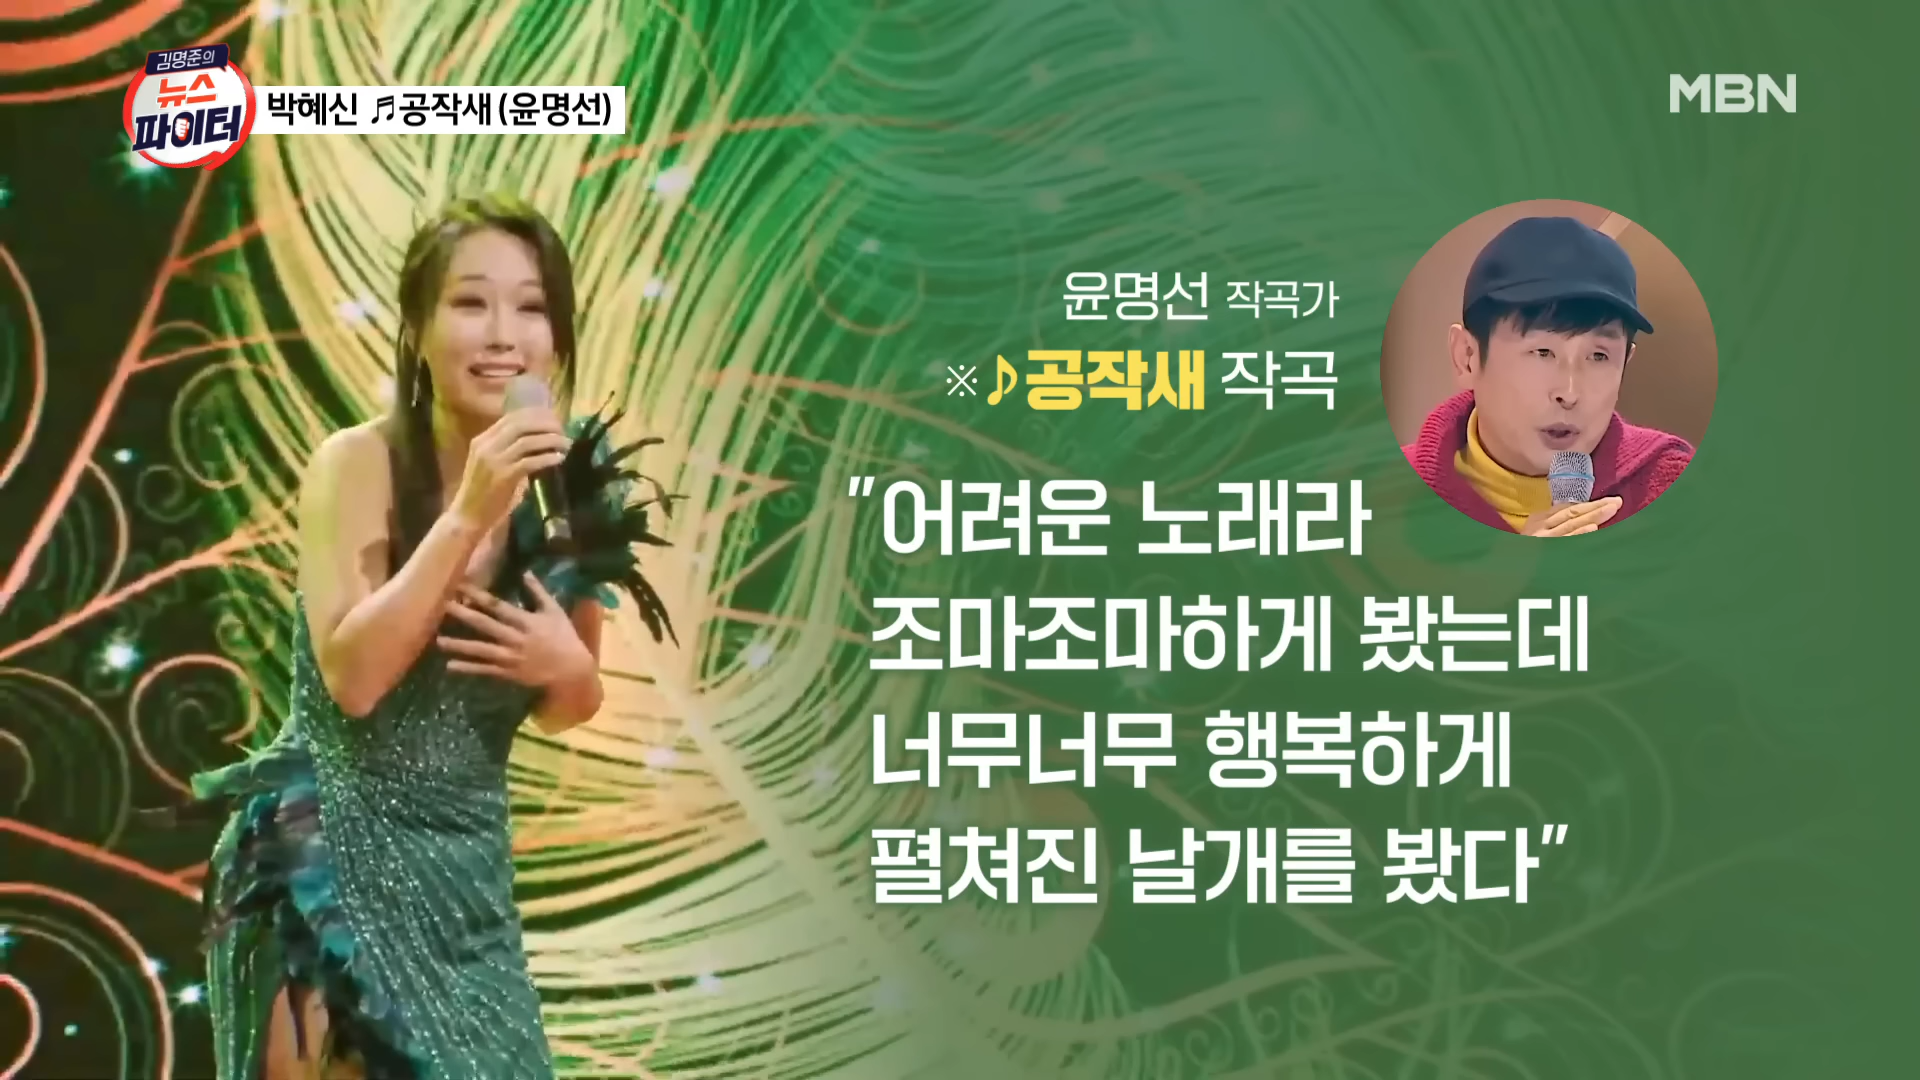 김명준의
뉴스
파이터
박혜신 ♬공작새(윤명선)
MBN
윤명선 작곡가
※♪공작새 작곡
"어려운 노래라
조마조마하게 봤는데
너무너무 행복하게
펼쳐진 날개를 봤다"